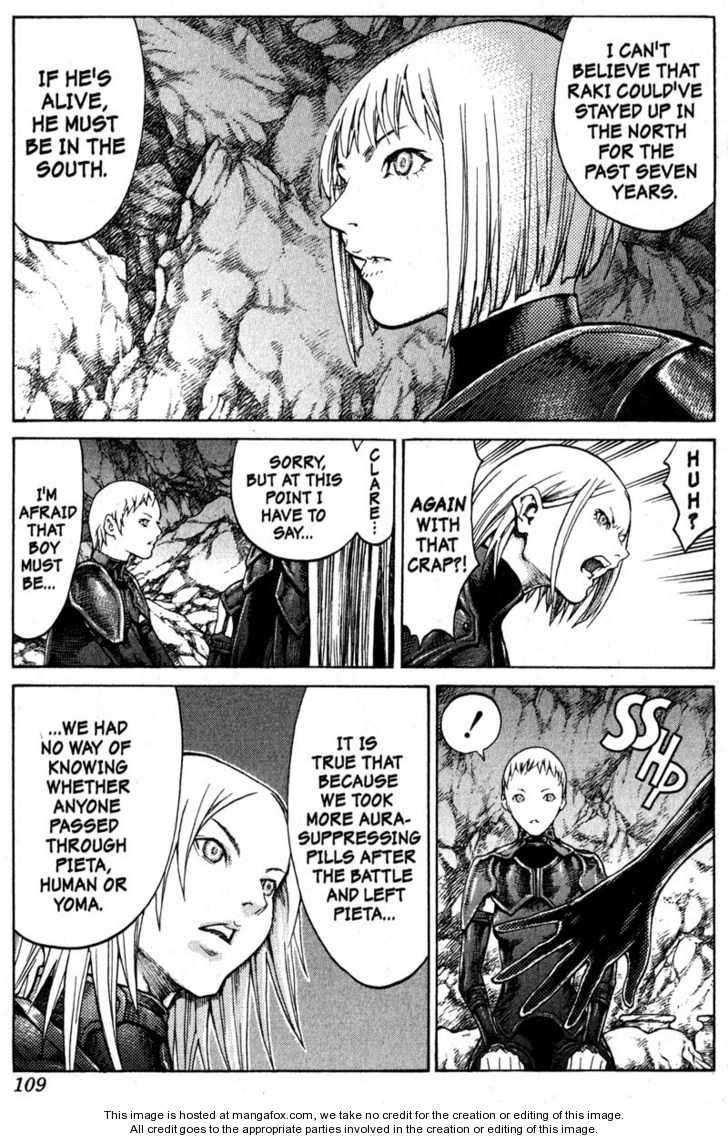 I CAN'T
BELIEVE THAT
RAKI COULD'VE
STAYED UP IN
THE NORTH
FOR THE
PAST SEVEN
YEARS.
IF HE'S
ALIVE,
HE MUST
BE IN THE
SOUTH.
HUH?
AGAIN
WITH
THAT
CRAP?!
CLARE...
SORRY,
BUT AT THIS
POINT I
HAVE TO
SAY...
I'M
AFRAID
THAT
BOY
MUST
BE...
!
SSHP
IT IS
TRUE THAT
BECAUSE
WE TOOK
MORE AURA-
SUPPRESSING
PILLS AFTER
THE BATTLE
AND LEFT
PIETA...
...WE HAD
NO WAY OF
KNOWING
WHETHER
ANYONE
PASSED
THROUGH
PIETA,
HUMAN OR
YOMA.
109
This image is hosted at mangafox.com, we take no credit for the creation or editing of this image.
All credit goes to the appropriate parties involved in the creation or editing of this image.